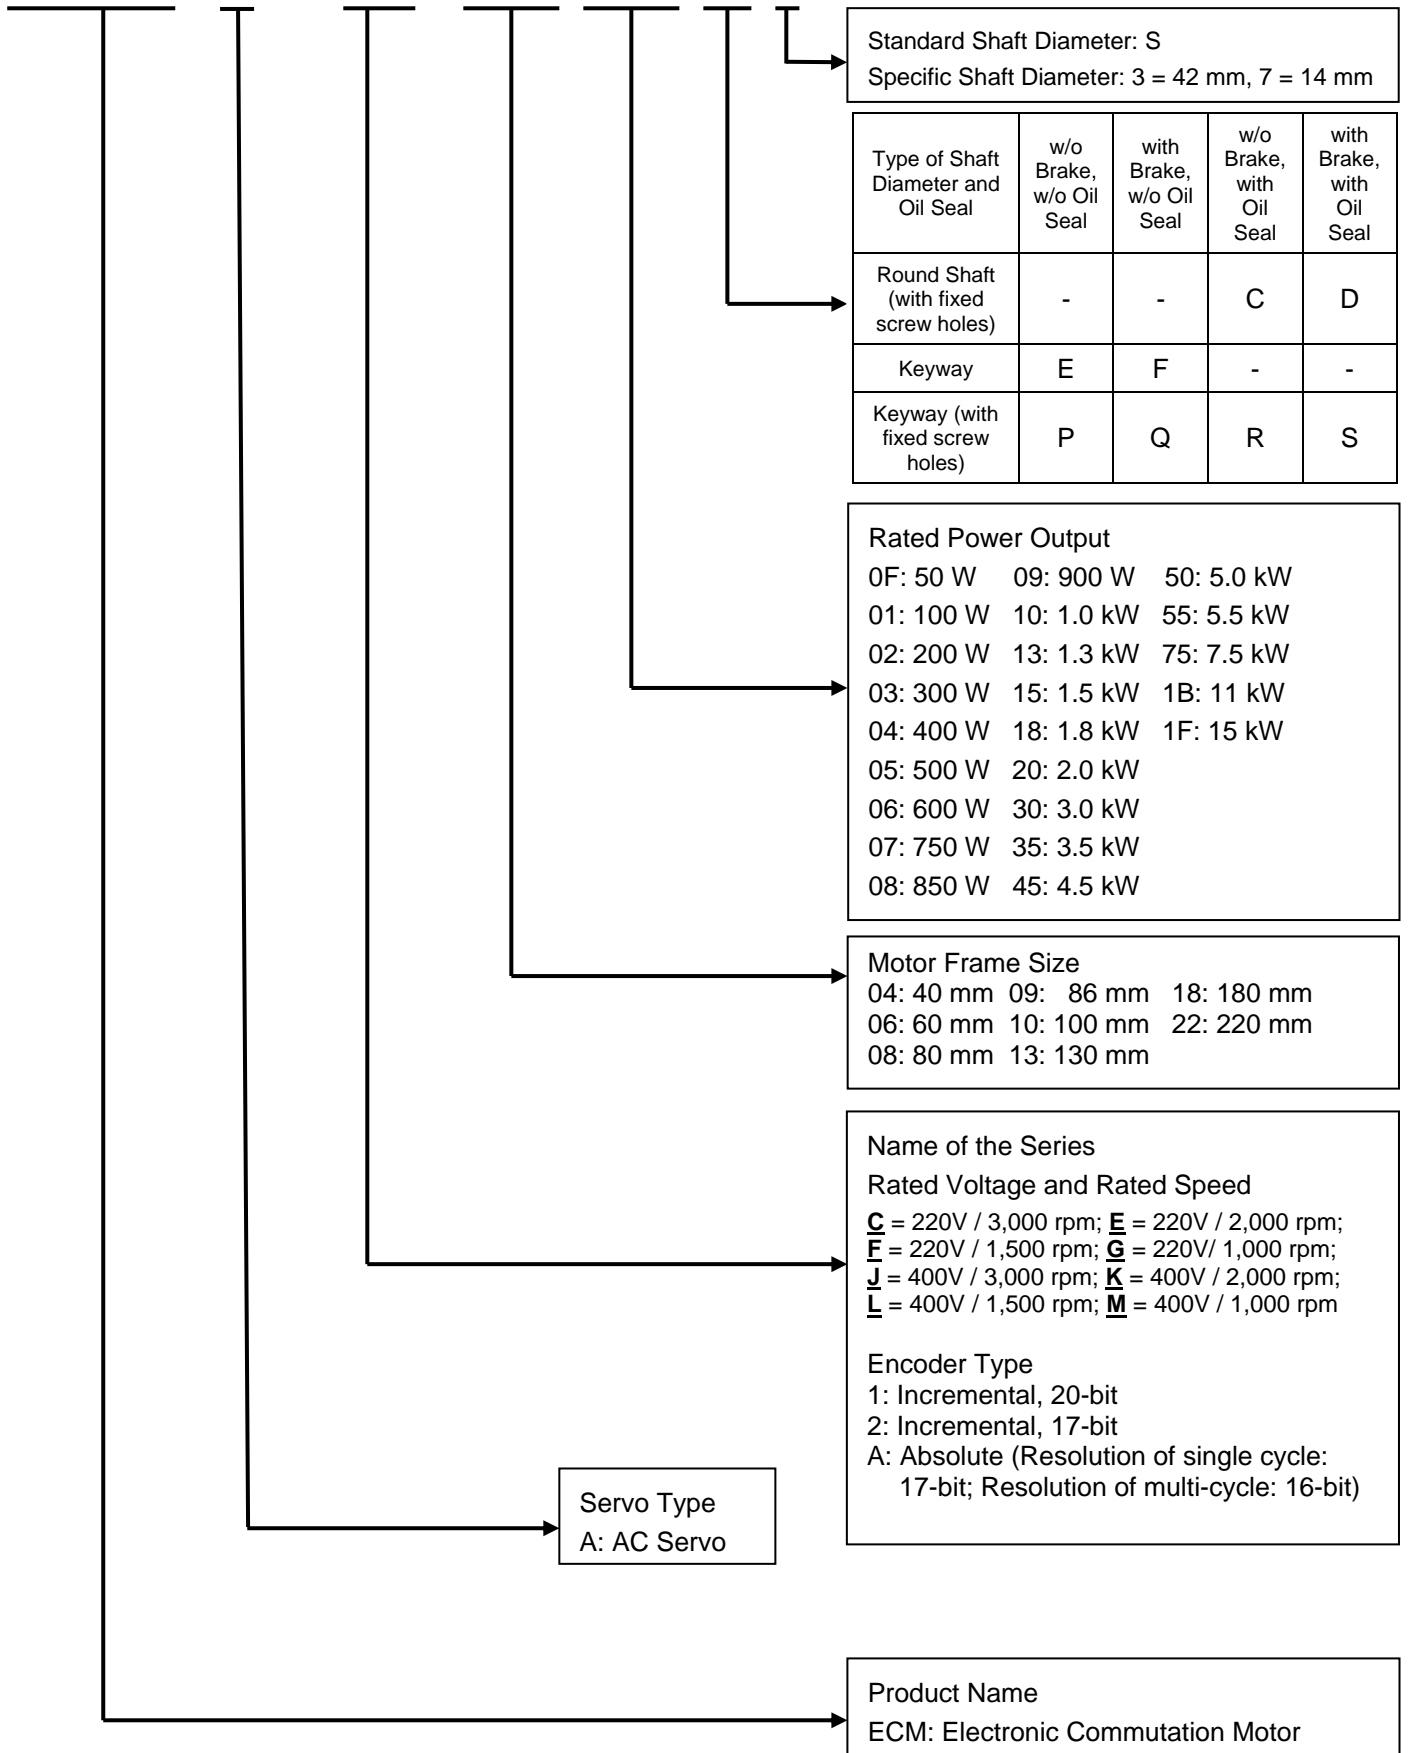 Standard Shaft Diameter: S
Specific Shaft Diameter: 3 = 42 mm, 7 = 14 mm
Type of Shaft Diameter and Oil Seal
w/o Brake, w/o Oil Seal
with Brake, w/o Oil Seal
w/o Brake, with Oil Seal
with Brake, with Oil Seal
Round Shaft (with fixed screw holes) - - C D
Keyway E F - -
Keyway (with fixed screw holes) P Q R S
Rated Power Output
0F: 50 W 09: 900 W 50: 5.0 kW
01: 100 W 10: 1.0 kW 55: 5.5 kW
02: 200 W 13: 1.3 kW 75: 7.5 kW
03: 300 W 15: 1.5 kW 1B: 11 kW
04: 400 W 18: 1.8 kW 1F: 15 kW
05: 500 W 20: 2.0 kW
06: 600 W 30: 3.0 kW
07: 750 W 35: 3.5 kW
08: 850 W 45: 4.5 kW
Motor Frame Size
04: 40 mm 09: 86 mm 18: 180 mm
06: 60 mm 10: 100 mm 22: 220 mm
08: 80 mm 13: 130 mm
Name of the Series
Rated Voltage and Rated Speed
C = 220V / 3,000 rpm; E = 220V / 2,000 rpm;
F = 220V / 1,500 rpm; G = 220V/ 1,000 rpm;
J = 400V / 3,000 rpm; K = 400V / 2,000 rpm;
L = 400V / 1,500 rpm; M = 400V / 1,000 rpm
Encoder Type
1: Incremental, 20-bit
2: Incremental, 17-bit
A: Absolute (Resolution of single cycle:
17-bit; Resolution of multi-cycle: 16-bit)
Servo Type
A: AC Servo
Product Name
ECM: Electronic Commutation Motor